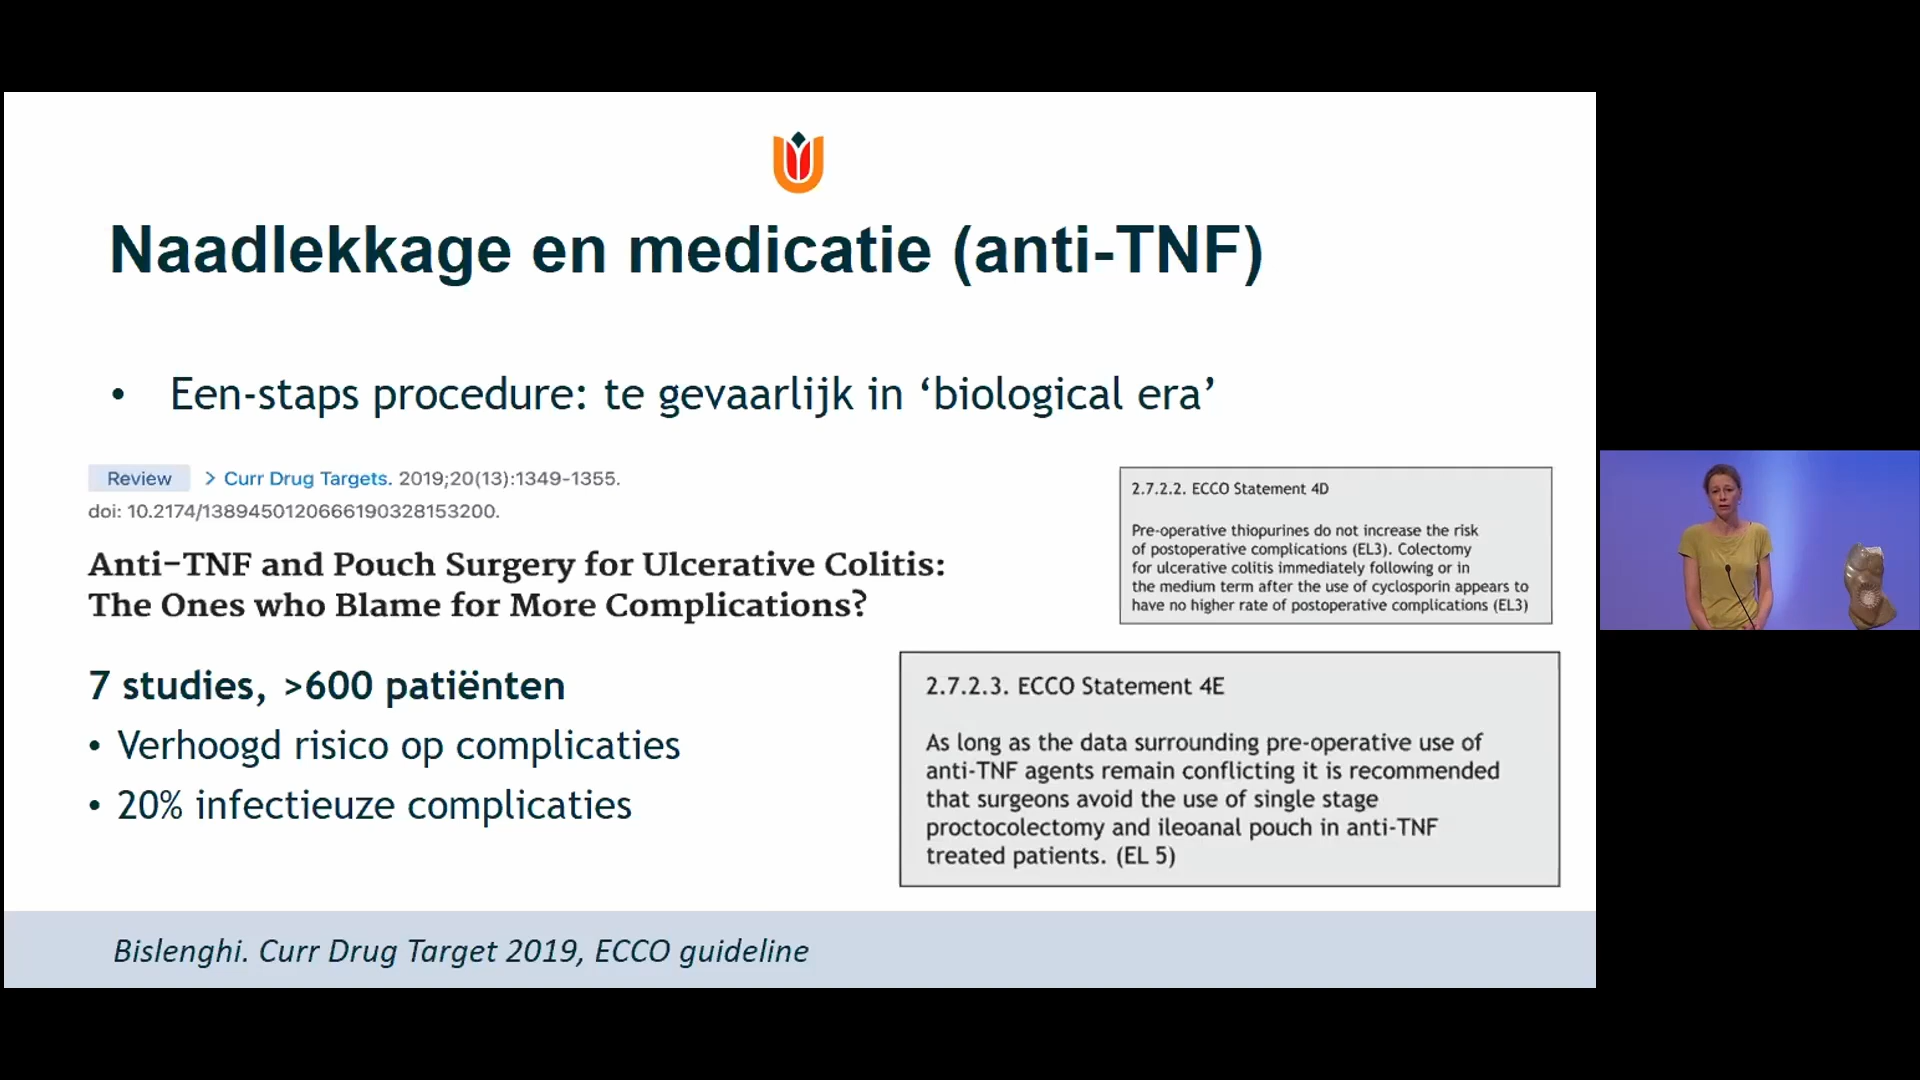 Naadlekkage en medicatie (anti-TNF)
• Een-staps procedure: te gevaarlijk in ‘biological era’
Review > Curr Drug Targets. 2019;20(13):1349-1355.
doi: 10.2174/1389450120666190328153200.
Anti-TNF and Pouch Surgery for Ulcerative Colitis:
The Ones who Blame for More Complications?
7 studies, >600 patiënten
• Verhoogd risico op complicaties
• 20% infectieuze complicaties
2.7.2.2. ECCO Statement 4D
Pre-operative thiopurines do not increase the risk
of postoperative complications (EL3). Colectomy
for ulcerative colitis immediately following or in
the medium term after the use of cyclosporin appears to
have no higher rate of postoperative complications (EL3)
2.7.2.3. ECCO Statement 4E
As long as the data surrounding pre-operative use of
anti-TNF agents remain conflicting it is recommended
that surgeons avoid the use of single stage
proctocolectomy and ileoanal pouch in anti-TNF
treated patients. (EL 5)
Bislenghi. Curr Drug Target 2019, ECCO guideline